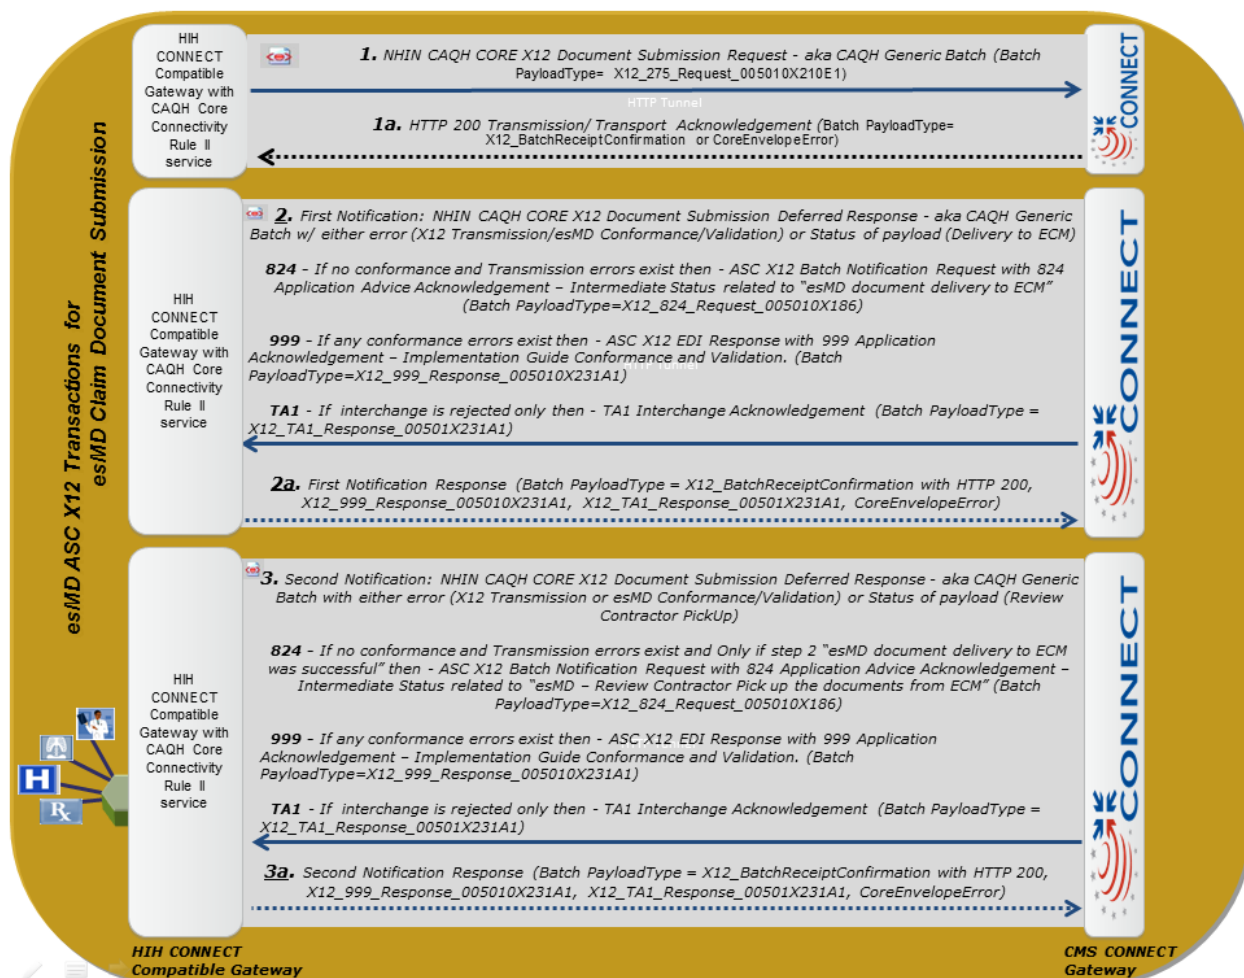 esMD ASC X12 Transactions for
esMD Claim Document Submission
HIH
CONNECT
Compatible
Gateway with
CAQH Core
Connectivity
Rule II
service
1. NHIN CAQH CORE X12 Document Submission Request - aka CAQH Generic Batch (Batch
PayloadType= X12_275_Request_005010X210E1)
HTTP Tunnel
1a. HTTP 200 Transmission/ Transport Acknowledgement (Batch PayloadType=
X12_BatchReceiptConfirmation or CoreEnvelopeError)
CONNECT
HIH
CONNECT
Compatible
Gateway with
CAQH Core
Connectivity
Rule II
service
2. First Notification: NHIN CAQH CORE X12 Document Submission Deferred Response - aka CAQH Generic
Batch w/ either error (X12 Transmission/esMD Conformance/Validation) or Status of payload (Delivery to ECM)
824 - If no conformance and Transmission errors exist then - ASC X12 Batch Notification Request with 824
Application Advice Acknowledgement – Intermediate Status related to “esMD document delivery to ECM”
(Batch PayloadType=X12_824_Request_005010X186)
999 - If any conformance errors exist then - ASC X12 EDI Response with 999 Application
Acknowledgement – Implementation Guide Conformance and Validation. (Batch
HTTP Tunnel
PayloadType=X12_999_Response_005010X231A1)
TA1 - If interchange is rejected only then - TA1 Interchange Acknowledgement (Batch PayloadType =
X12_TA1_Response_00501X231A1)
2a. First Notification Response (Batch PayloadType = X12_BatchReceiptConfirmation with HTTP 200,
X12_999_Response_005010X231A1, X12_TA1_Response_00501X231A1, CoreEnvelopeError)
CONNECT
HIH
CONNECT
Compatible
Gateway with
CAQH Core
Connectivity
Rule II
service
3. Second Notification: NHIN CAQH CORE X12 Document Submission Deferred Response - aka CAQH Generic
Batch with either error (X12 Transmission or esMD Conformance/Validation) or Status of payload (Review
Contractor PickUp)
824 - If no conformance and Transmission errors exist and Only if step 2 “esMD document delivery to ECM
was successful” then - ASC X12 Batch Notification Request with 824 Application Advice Acknowledgement –
Intermediate Status related to “esMD – Review Contractor Pick up the documents from ECM” (Batch
PayloadType=X12_824_Request_005010X186)
999 - If any conformance errors exist then - ASC X12 EDI Response with 999 Application
Acknowledgement – Implementation Guide Conformance and Validation. (Batch
PayloadType=X12_999_Response_005010X231A1)
TA1 - If interchange is rejected only then - TA1 Interchange Acknowledgement (Batch PayloadType =
X12_TA1_Response_00501X231A1)
3a. Second Notification Response (Batch PayloadType = X12_BatchReceiptConfirmation with HTTP 200,
X12_999_Response_005010X231A1, X12_TA1_Response_00501X231A1, CoreEnvelopeError)
CONNECT
H
Rx
HIH CONNECT
Compatible Gateway
CMS CONNECT
Gateway